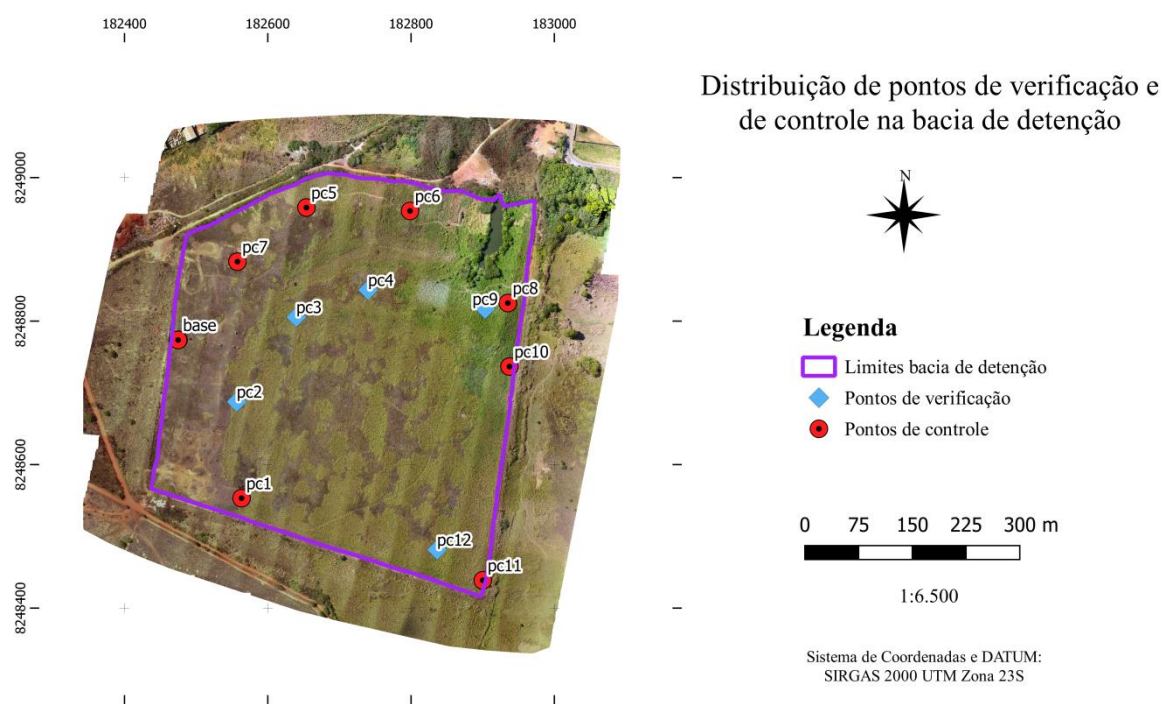 182400 182600 182800 183000
Distribuição de pontos de verificação e
de controle na bacia de detenção
N
8249000
8248800
8248600
8248400
pc5
pc6
pc7
pc4
pc3
pc9
pc8
base
pc10
pc2
pc1
pc12
pc11
Legenda
Limites bacia de detenção
Pontos de verificação
Pontos de controle
0 75 150 225 300 m
1:6.500
Sistema de Coordenadas e DATUM:
SIRGAS 2000 UTM Zona 23S